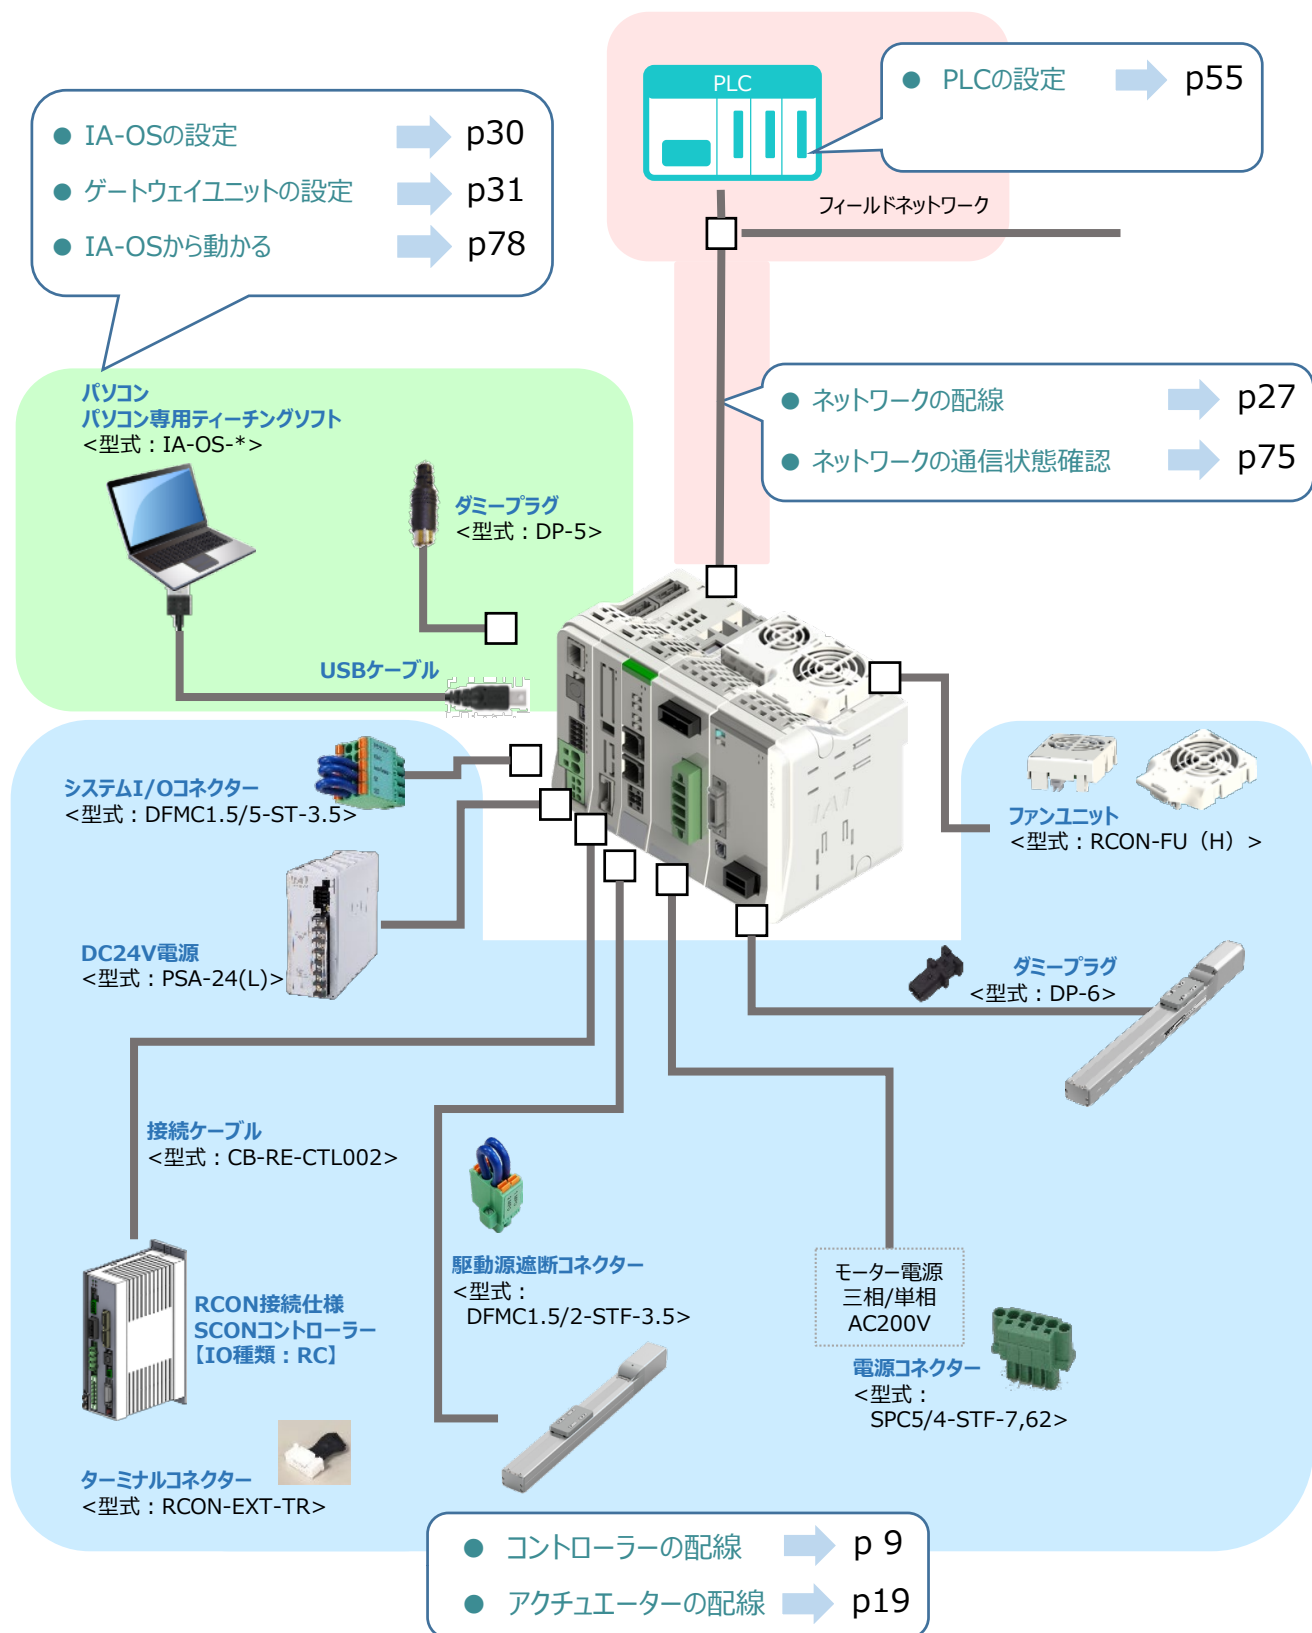 PLC
● PLCの設定 p55
● IA-OSの設定 p30
● ゲートウェイユニットの設定 p31
● IA-OSから動かる p78
フィールドネットワーク
● ネットワークの配線 p27
● ネットワークの通信状態確認 p75
パソコン
パソコン専用ティーチングソフト
<型式：IA-OS-*>
ダミープラグ
<型式：DP-5>
USBケーブル
システムI/Oコネクター
<型式：DFMC1.5/5-ST-3.5>
ファンユニット
<型式：RCON-FU（H）>
DC24V電源
<型式：PSA-24(L)>
ダミープラグ
<型式：DP-6>
接続ケーブル
<型式：CB-RE-CTL002>
駆動源遮断コネクター
<型式：
DFMC1.5/2-STF-3.5>
モーター電源
三相/単相
AC200V
RCON接続仕様
SCONコントローラー
【IO種類：RC】
電源コネクター
<型式：
SPC5/4-STF-7,62>
ターミナルコネクター
<型式：RCON-EXT-TR>
● コントローラーの配線 p 9
● アクチュエーターの配線 p19